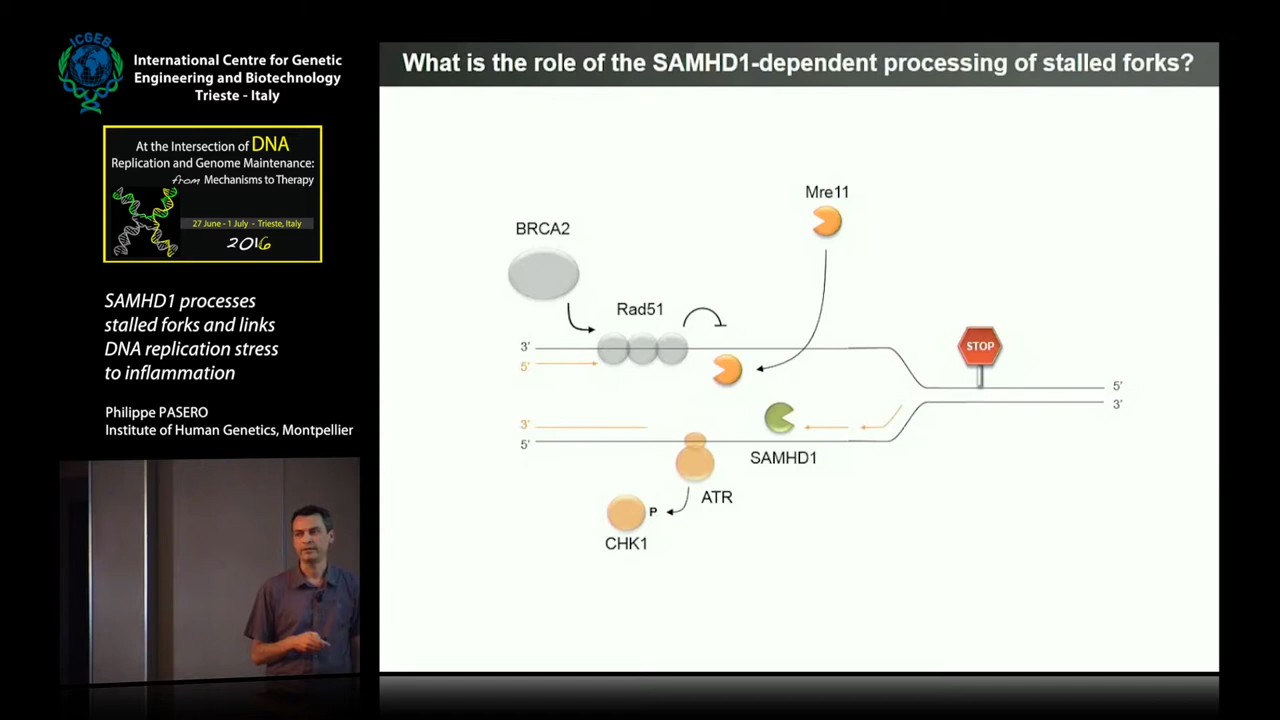 ICGEB
International Centre for Genetic
Engineering and Biotechnology
Trieste - Italy
At the Intersection of DNA
Replication and Genome Maintenance:
from Mechanisms to Therapy
27 June - 1 July - Trieste, Italy
2016
SAMHD1 processes
stalled forks and links
DNA replication stress
to inflammation
Philippe PASERO
Institute of Human Genetics, Montpellier
What is the role of the SAMHD1-dependent processing of stalled forks?
Mre11
BRCA2
Rad51
3'
5'
STOP
5'
3'
3'
5'
SAMHD1
ATR
P
CHK1